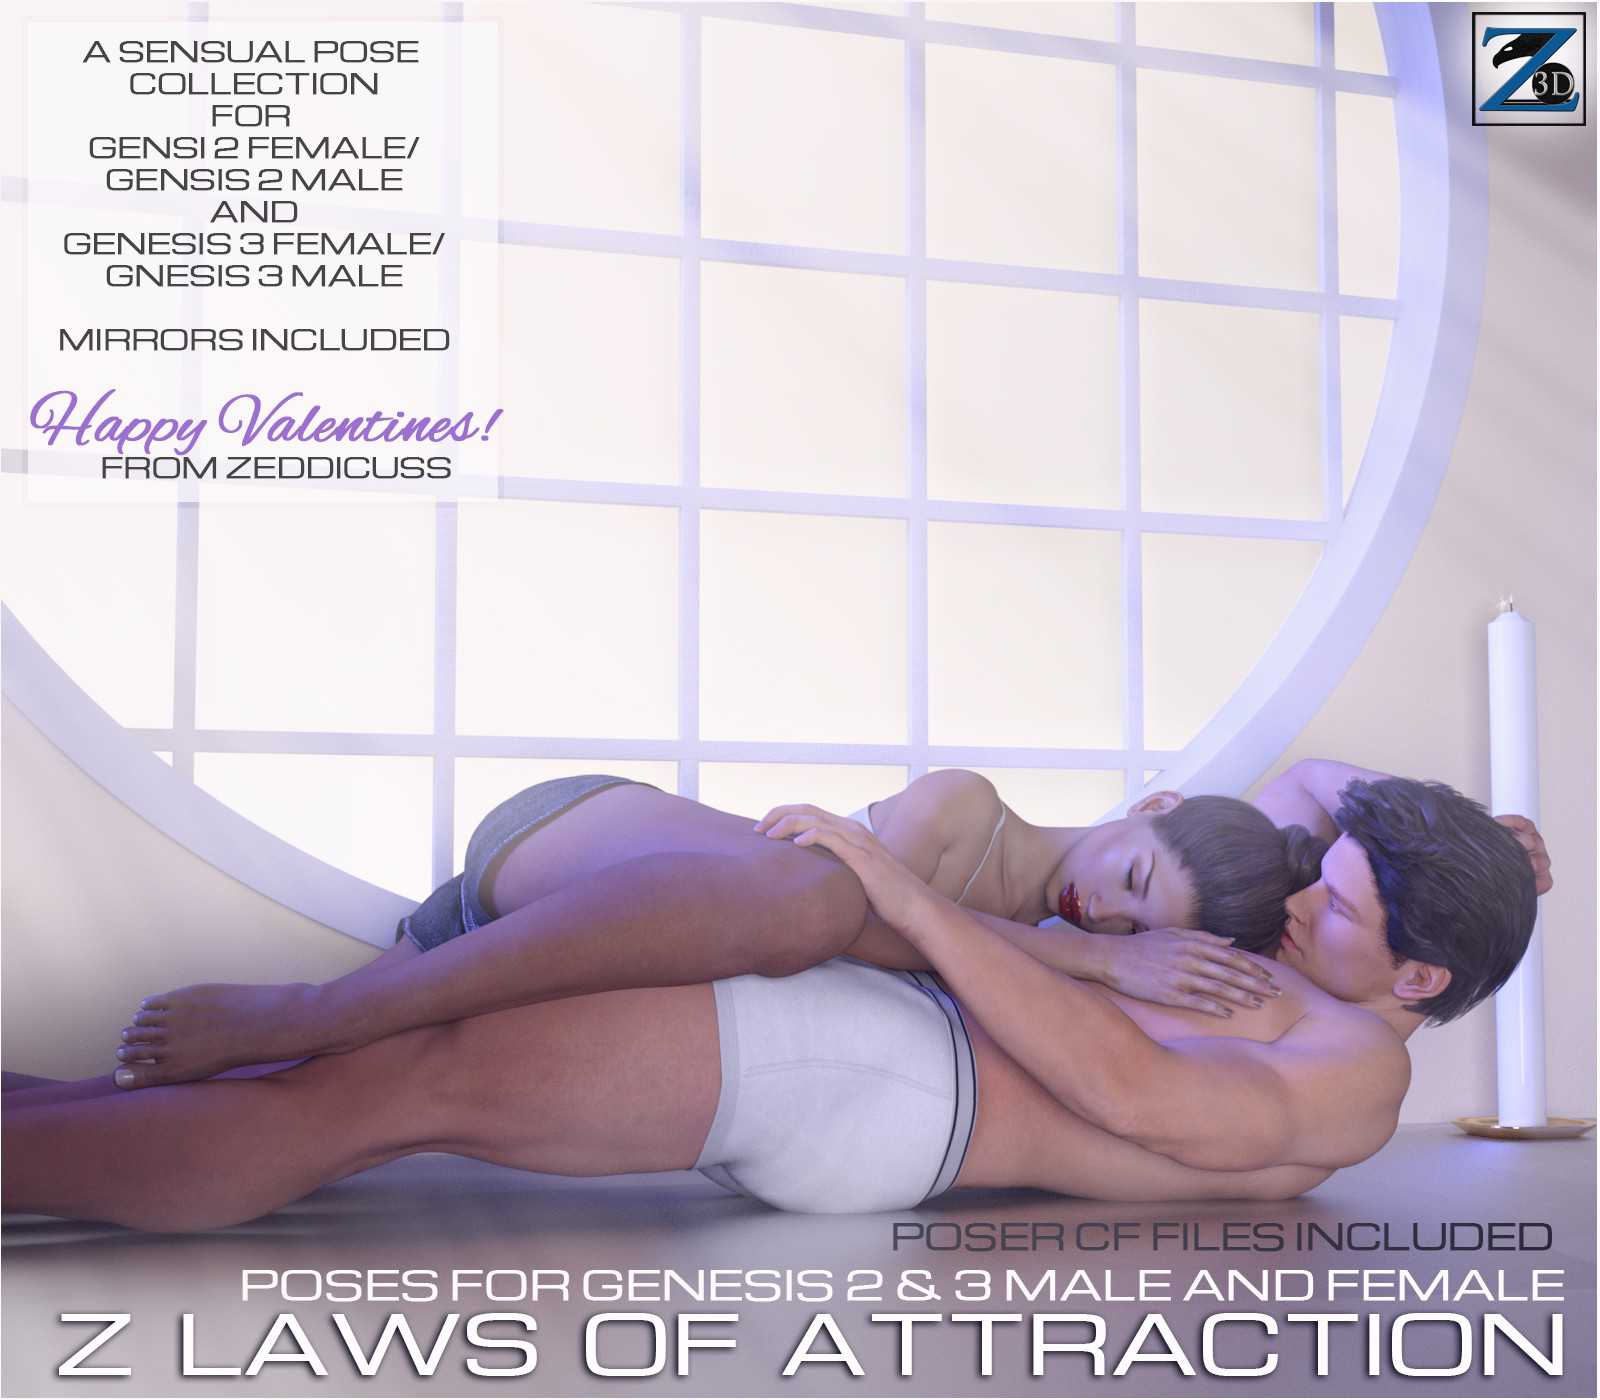 A SENSUAL POSE
COLLECTION
FOR
GENSI 2 FEMALE/
GENSIS 2 MALE
AND
GENESIS 3 FEMALE/
GNESIS 3 MALE
MIRRORS INCLUDED
Happy Valentines!
FROM ZEDDICUSS
Z
3D
POSER CF FILES INCLUDED
POSES FOR GENESIS 2 & 3 MALE AND FEMALE
Z LAWS OF ATTRACTION